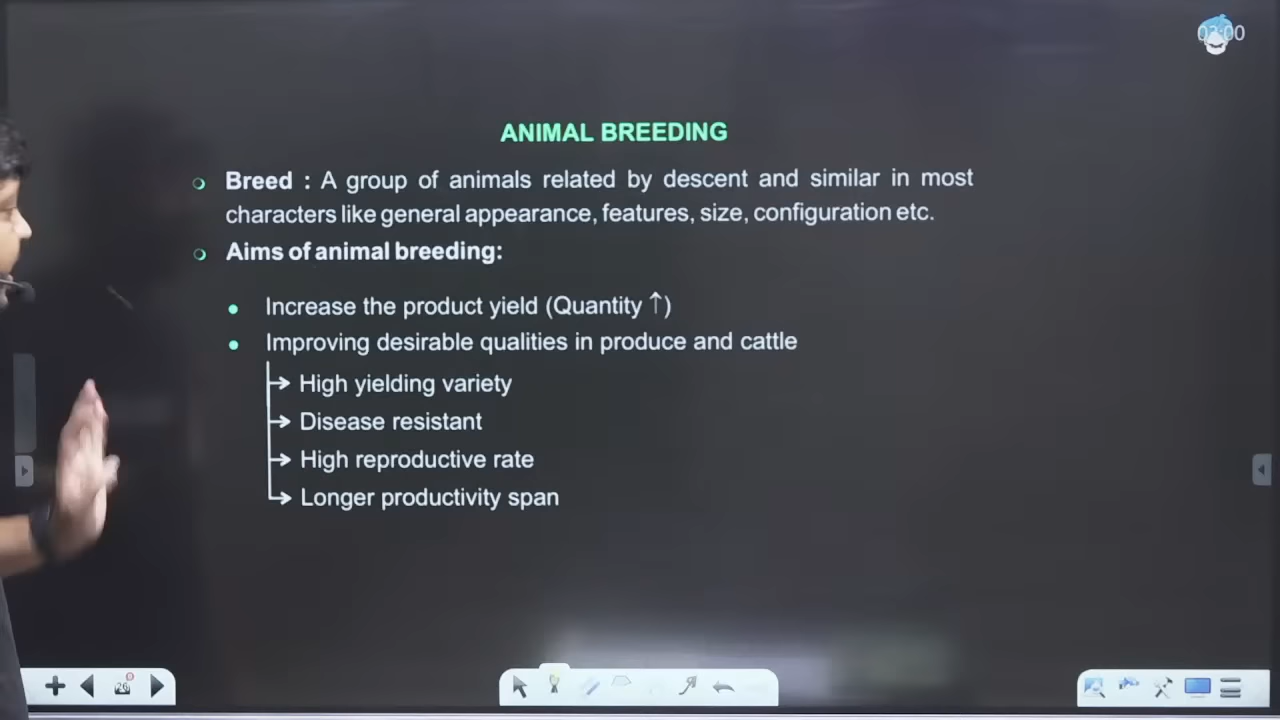 03:00
ANIMAL BREEDING
Breed : A group of animals related by descent and similar in most
characters like general appearance, features, size, configuration etc.
Aims of animal breeding:
Increase the product yield (Quantity ↑)
Improving desirable qualities in produce and cattle
High yielding variety
Disease resistant
High reproductive rate
Longer productivity span